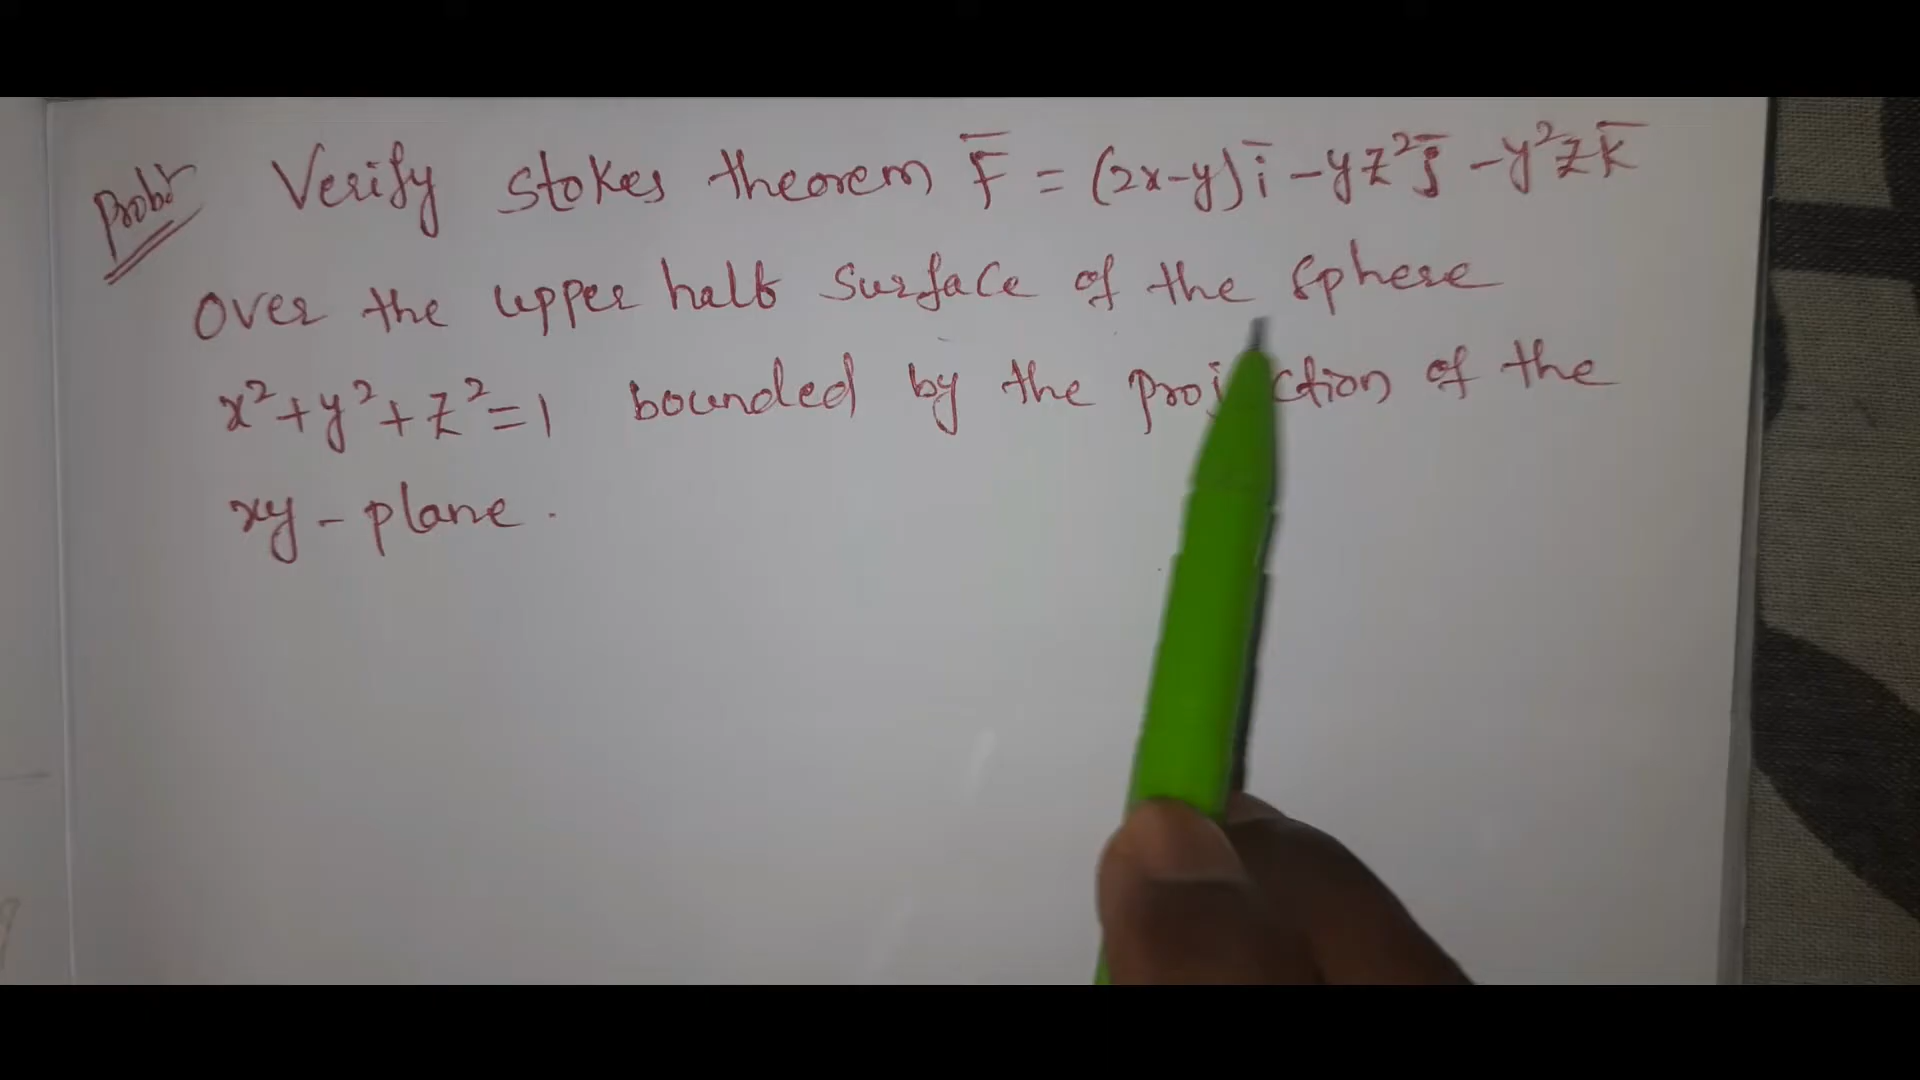 Prob:- Verify stokes theorem F̅ = (2x-y)i̅ - yz²j̅ - y²zk̅
Over the upper half surface of the sphere
x²+y²+z²=1 bounded by the projection of the
xy-plane.